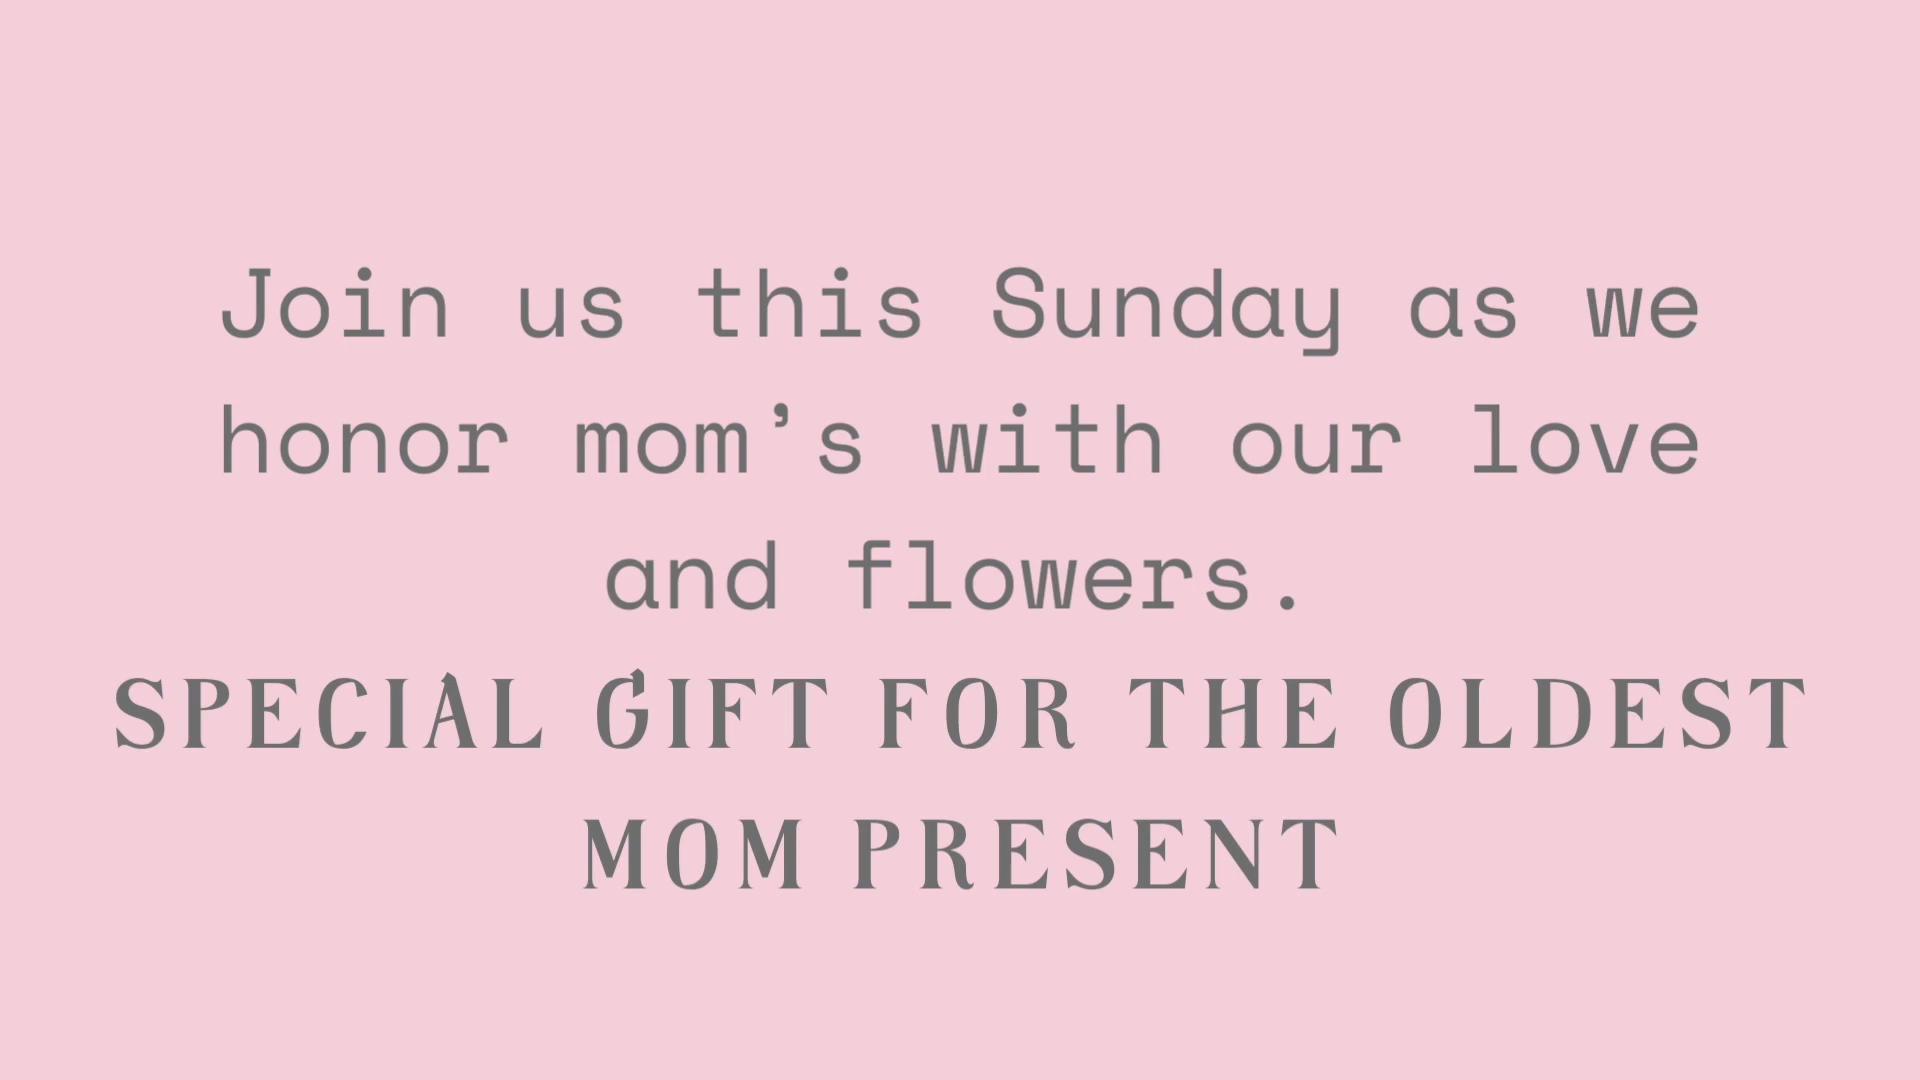 Join us this Sunday as we
honor mom’s with our love
and flowers.
SPECIAL GIFT FOR THE OLDEST
MOM PRESENT